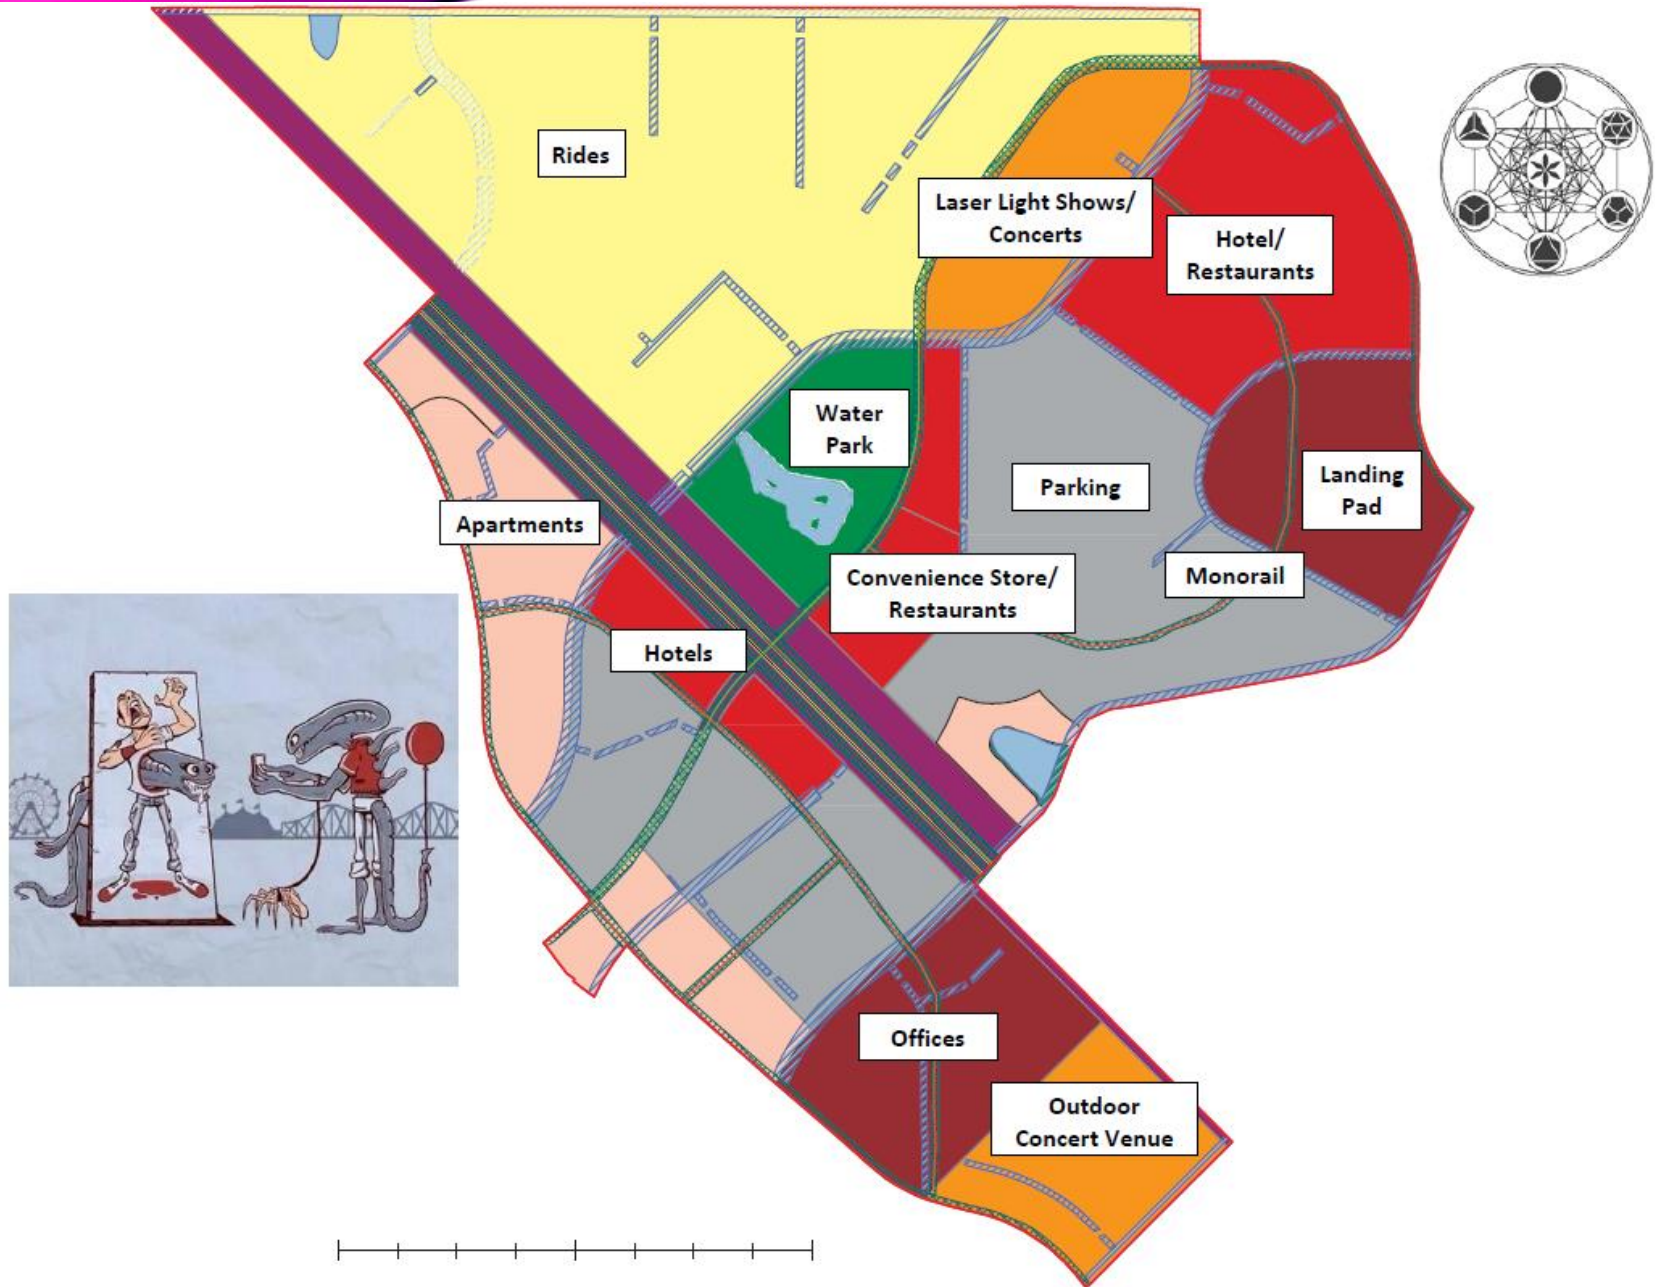 Rides
Laser Light Shows/
Concerts
Hotel/
Restaurants
Water
Park
Parking
Landing
Pad
Apartments
Convenience Store/
Restaurants
Monorail
Hotels
Offices
Outdoor
Concert Venue